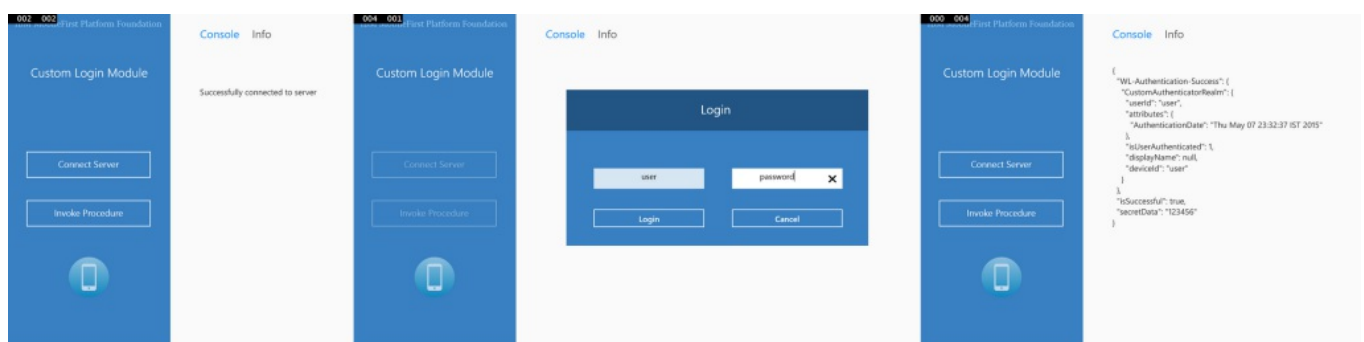 002 002
First Platform Foundation
Console Info
Custom Login Module
Successfully connected to server
Connect Server
Invoke Procedure
004 001
First Platform Foundation
Console Info
Custom Login Module
Connect Server
Invoke Procedure
Login
user password
Login Cancel
000 004
First Platform Foundation
Console Info
Custom Login Module
Connect Server
Invoke Procedure
{
"WL-Authentication-Success": {
"CustomAuthenticatorRealm": {
"userId": "user",
"attributes": {
"AuthenticationDate": "Thu May 07 23:32:37 IST 2015"
},
"isUserAuthenticated": 1,
"displayName": null,
"deviceId": "user"
}
},
"isSuccessful": true,
"secretData": "123456"
}